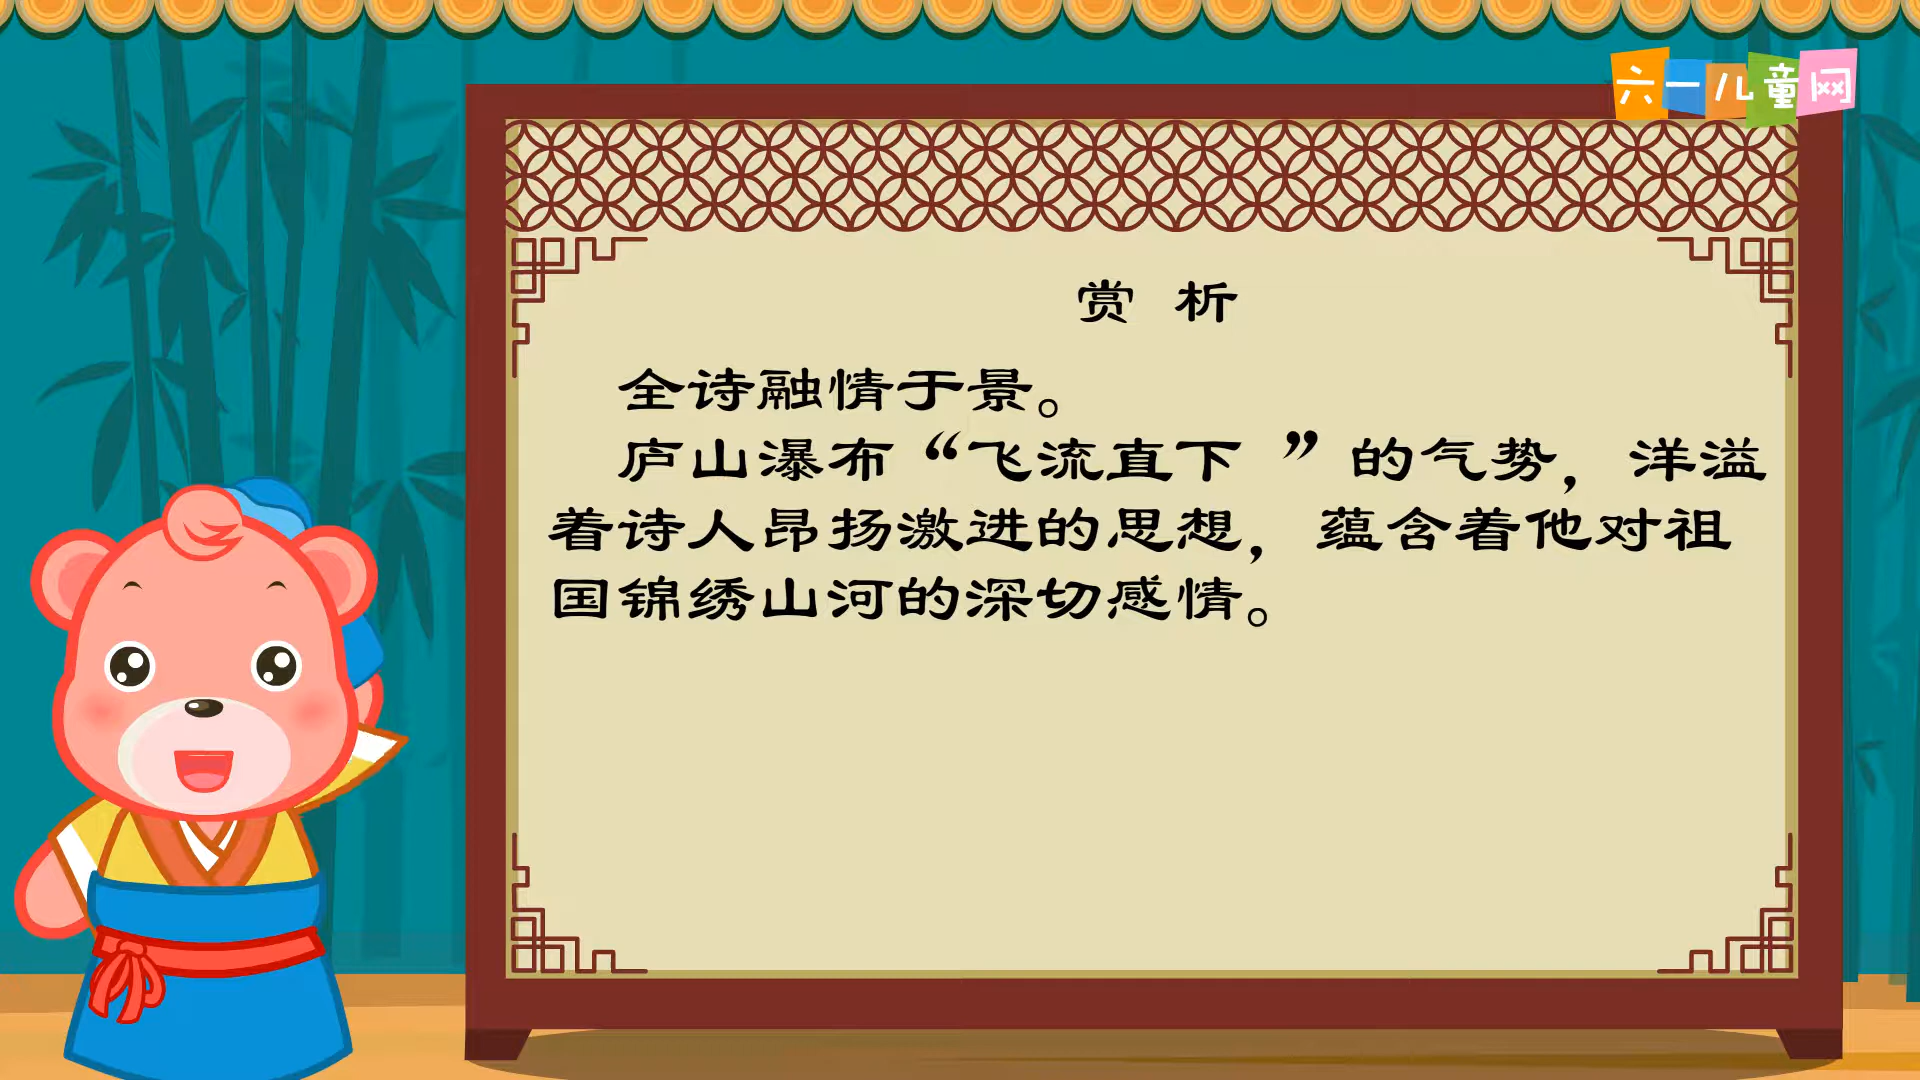 六一儿童网
赏 析
全诗融情于景。
庐山瀑布“飞流直下 ”的气势，洋溢
着诗人昂扬激进的思想，蕴含着他对祖
国锦绣山河的深切感情。